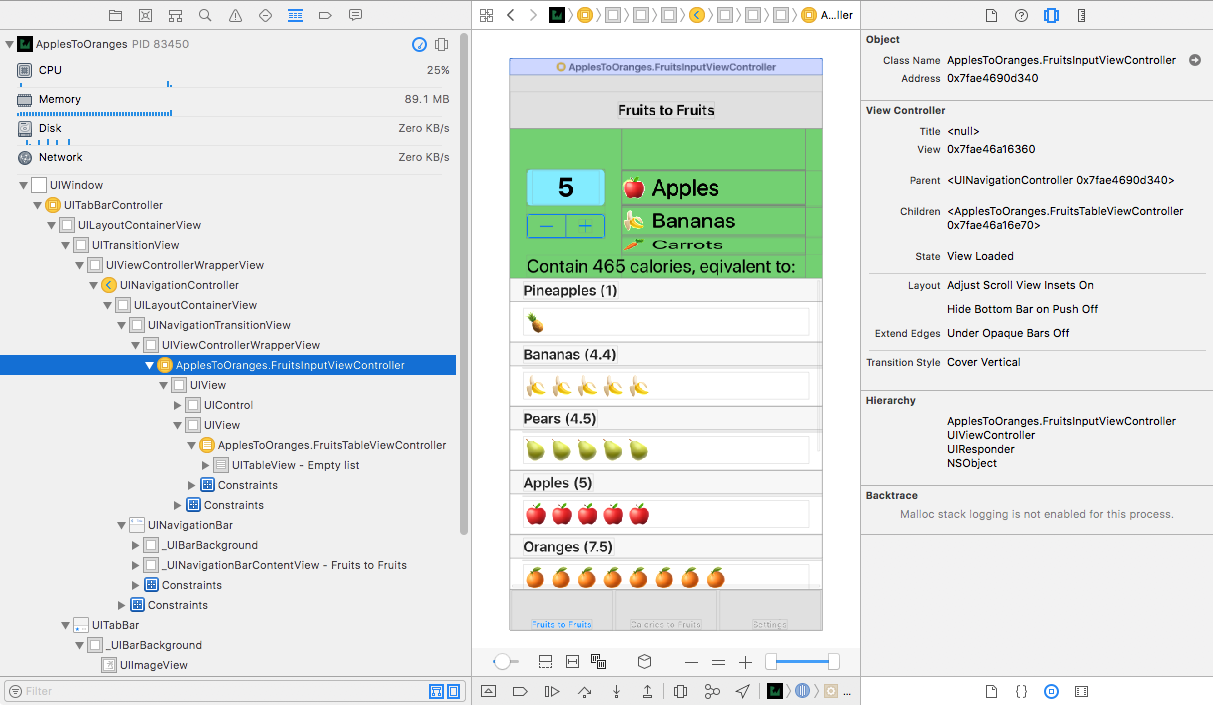 ApplesToOranges PID 83450
CPU 25%
Memory 89.1 MB
Disk Zero KB/s
Network Zero KB/s
UIWindow
UITabBarController
UILayoutContainerView
UITransitionView
UIViewControllerWrapperView
UINavigationController
UILayoutContainerView
UINavigationTransitionView
UIViewControllerWrapperView
ApplesToOranges.FruitsInputViewController
UIView
UIControl
UIView
ApplesToOranges.FruitsTableViewController
UITableView - Empty list
Constraints
Constraints
UINavigationBar
_UIBarBackground
_UINavigationBarContentView - Fruits to Fruits
Constraints
Constraints
UITabBar
_UIBarBackground
UIImageView
Filter
A...ller
ApplesToOranges.FruitsInputViewController
Fruits to Fruits
5
Apples
Bananas
Carrots
Contain 465 calories, eqivalent to:
Pineapples (1)
Bananas (4.4)
Pears (4.5)
Apples (5)
Oranges (7.5)
Fruits to Fruits Calories to Fruits Settings
...
Object
Class Name ApplesToOranges.FruitsInputViewController
Address 0x7fae4690d340
View Controller
Title <null>
View 0x7fae46a16360
Parent <UINavigationController 0x7fae4690d340>
Children <ApplesToOranges.FruitsTableViewController
0x7fae46a16e70>
State View Loaded
Layout Adjust Scroll View Insets On
Hide Bottom Bar on Push Off
Extend Edges Under Opaque Bars Off
Transition Style Cover Vertical
Hierarchy
ApplesToOranges.FruitsInputViewController
UIViewController
UIResponder
NSObject
Backtrace
Malloc stack logging is not enabled for this process.